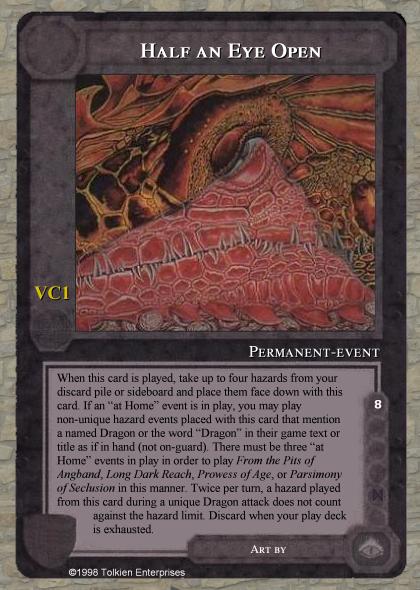 Half an Eye Open
VC1
Permanent-event
When this card is played, take up to four hazards from your
discard pile or sideboard and place them face down with this
card. If an “at Home” event is in play, you may play
non-unique hazard events placed with this card that mention
a named Dragon or the word “Dragon” in their game text or
title as if in hand (not on-guard). There must be three “at
Home” events in play in order to play From the Pits of
Angband, Long Dark Reach, Prowess of Age, or Parsimony
of Seclusion in this manner. Twice per turn, a hazard played
from this card during a unique Dragon attack does not count
against the hazard limit. Discard when your play deck
is exhausted.
8
Art by
©1998 Tolkien Enterprises